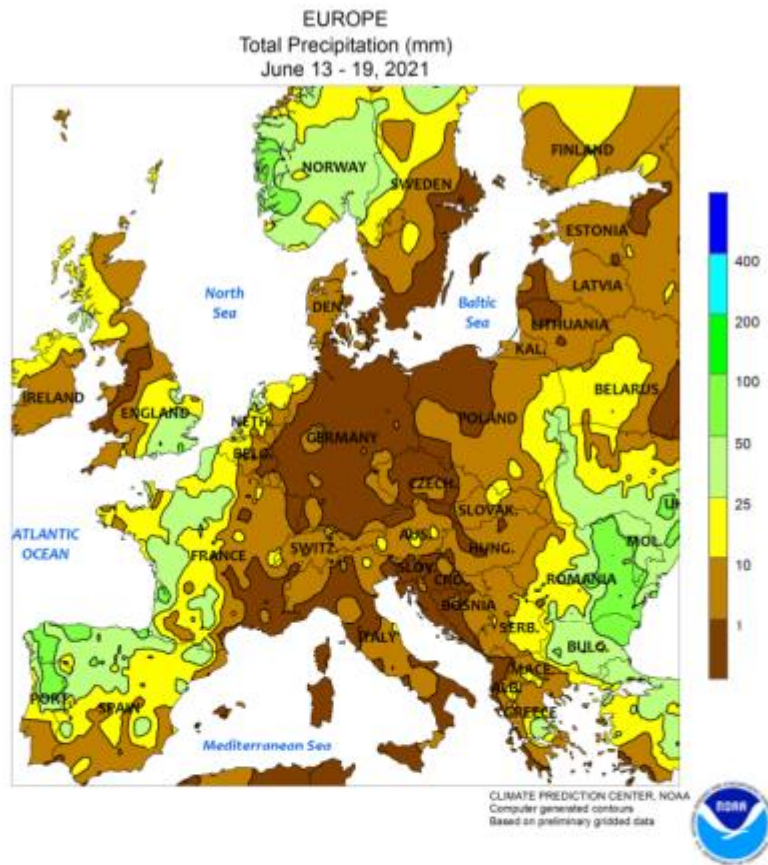 EUROPE
Total Precipitation (mm)
June 13 - 19, 2021
NORWAY
FINLAND
SWEDEN
ESTONIA
North
Sea
DEN.
Baltic
Sea
LATVIA
LITHUANIA
KAL.
IRELAND
ENGLAND
NETH.
BELG.
GERMANY
POLAND
BELARUS
CZECH.
SLOVAK.
UK
ATLANTIC
OCEAN
FRANCE
SWITZ.
AUS.
HUNG.
MOL.
SLOV.
CRO.
BOSNIA
ROMANIA
ITALY
SERB.
BULG.
PORT.
SPAIN
MACE.
ALB.
GREECE
Mediterranean Sea
400
200
100
50
25
10
1
CLIMATE PREDICTION CENTER, NOAA
Computer generated contours
Based on preliminary gridded data
NOAA